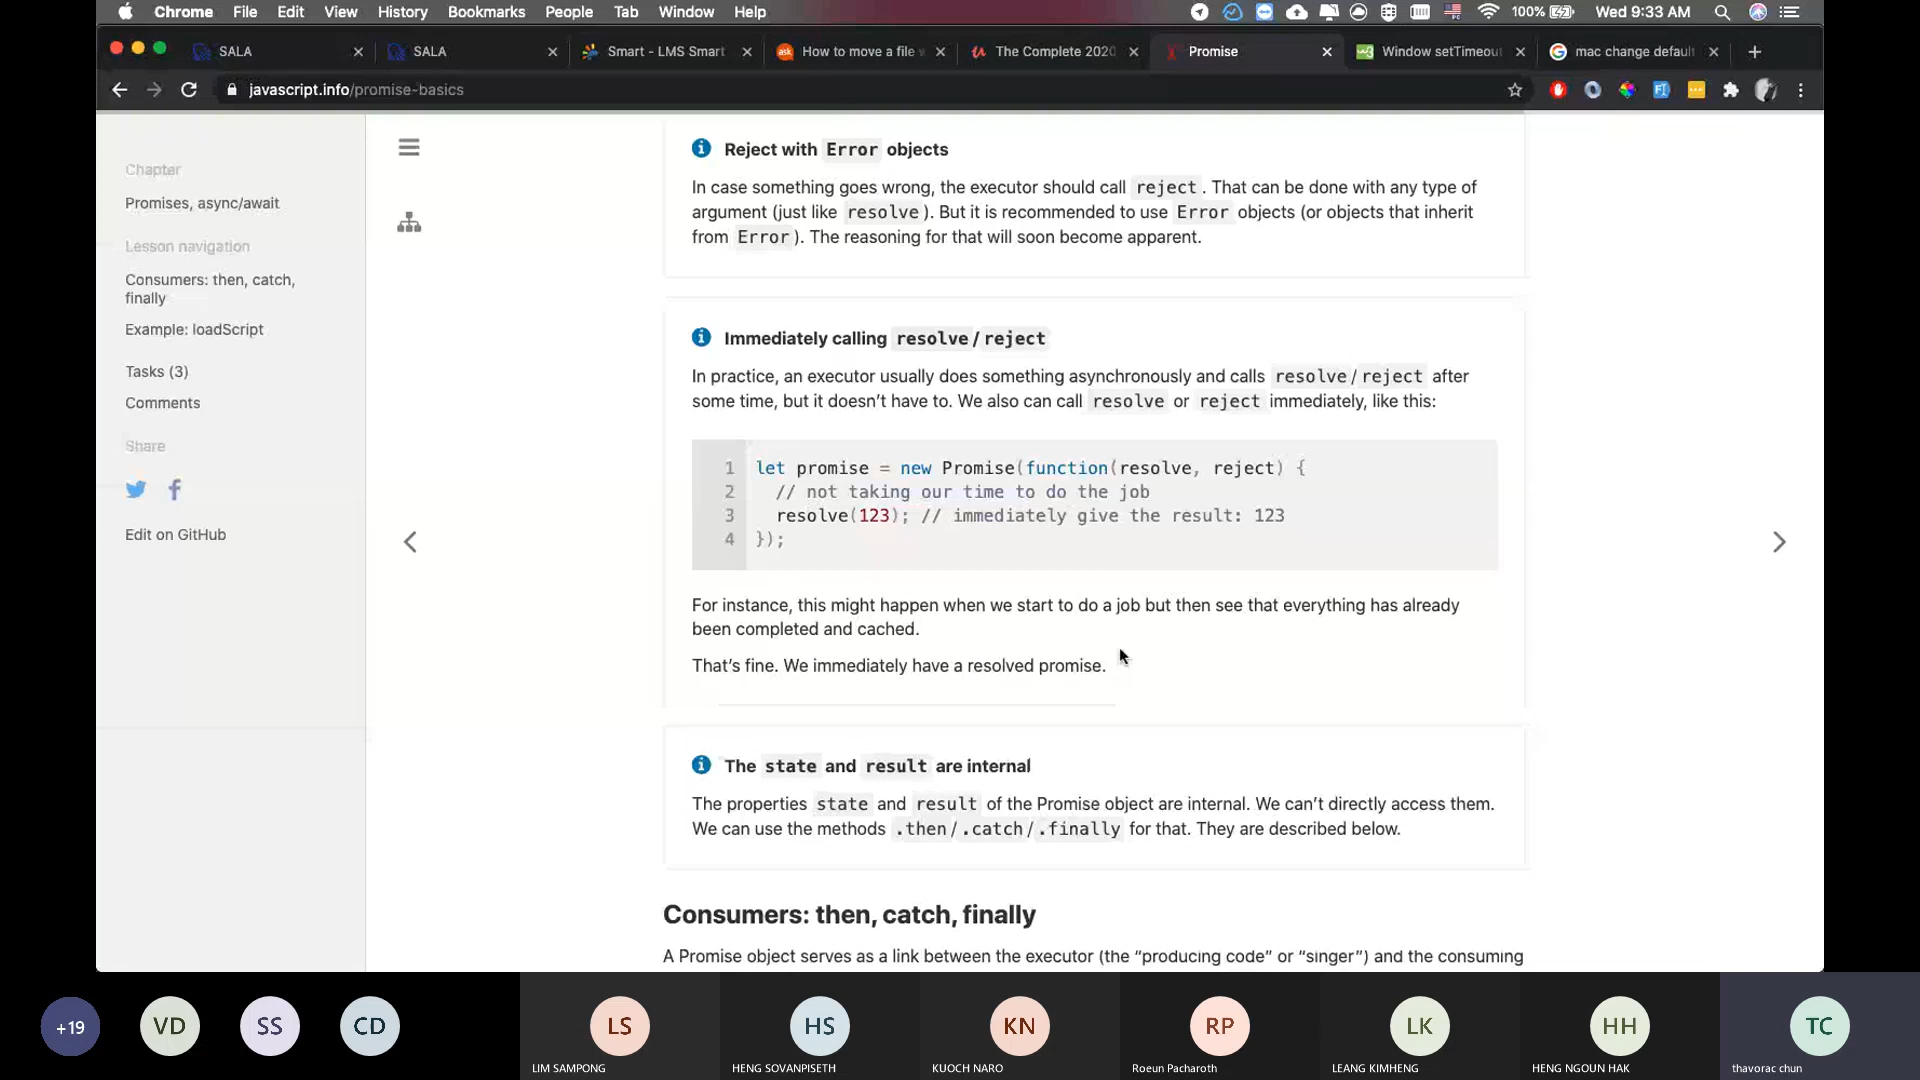 Chrome File Edit View History Bookmarks People Tab Window Help 100% Wed 9:33 AM
SALA SALA Smart - LMS Smart How to move a file w The Complete 2020 Promise Window setTimeout mac change default
javascript.info/promise-basics
Chapter
Promises, async/await
Lesson navigation
Consumers: then, catch,
finally
Example: loadScript
Tasks (3)
Comments
Share
Edit on GitHub
Reject with Error objects
In case something goes wrong, the executor should call reject . That can be done with any type of
argument (just like resolve ). But it is recommended to use Error objects (or objects that inherit
from Error ). The reasoning for that will soon become apparent.
Immediately calling resolve / reject
In practice, an executor usually does something asynchronously and calls resolve / reject after
some time, but it doesn’t have to. We also can call resolve or reject immediately, like this:
1 let promise = new Promise(function(resolve, reject) {
2 // not taking our time to do the job
3 resolve(123); // immediately give the result: 123
4 });
For instance, this might happen when we start to do a job but then see that everything has already
been completed and cached.
That’s fine. We immediately have a resolved promise.
The state and result are internal
The properties state and result of the Promise object are internal. We can’t directly access them.
We can use the methods .then / .catch / .finally for that. They are described below.
Consumers: then, catch, finally
A Promise object serves as a link between the executor (the “producing code” or “singer”) and the consuming
+19 VD SS CD LS HS KN RP LK HH TC
LIM SAMPONG HENG SOVANPISETH KUOCH NARO Roeun Pacharoth LEANG KIMHENG HENG NGOUN HAK thavorac chun